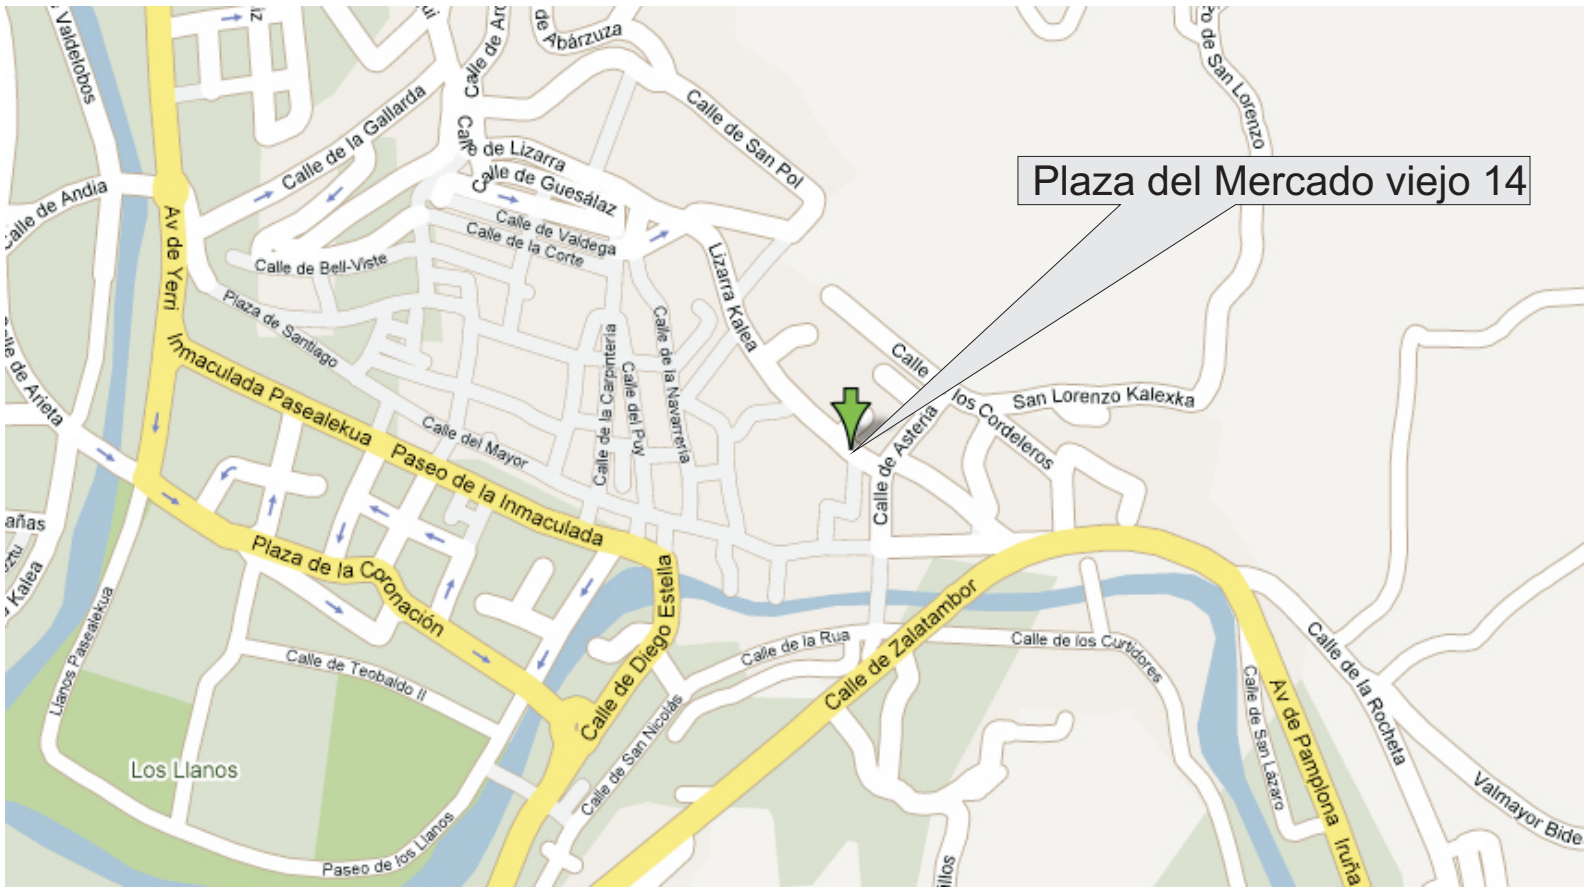 Valdelobos
de Abárzuza
Calle de San Lorenzo
Calle de la Gallarda
Calle de San Pol
Calle de Lizarra
Calle de Guesálaz
Plaza del Mercado viejo 14
Calle de Andia
Av de Yerri
Calle de Valdega
Calle de la Corte
Calle de Bell-Viste
Lizarra Kalea
Plaza de Santiago
Calle de la Carpintería
Calle del Puy
Calle de la Navarrería
Calle de Arieta
Inmaculada Pasealekua
Calle
los Cordeleros
San Lorenzo Kalexka
Calle de Asteria
Calle del Mayor
Paseo de la Inmaculada
Plaza de la Coronación
Calle de Diego Estella
Kalea
Llanos Pasealekua
Calle de Zalatambor
Calle de la Rua
Calle de los Curtidores
Calle de la Rocheta
Calle de Teobaldo II
Calle de San Nicolás
Calle de San Lázaro
Av de Pamplona
Iruña
Los Llanos
Valmayor Bide
Paseo de los Llanos